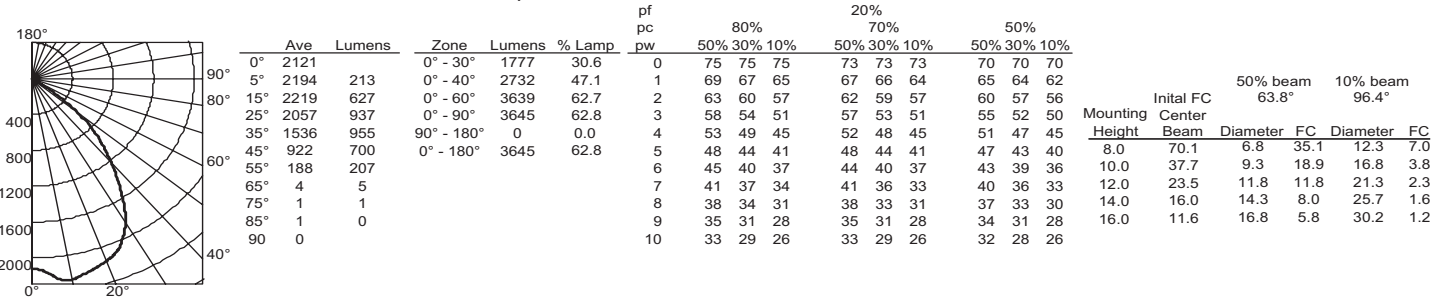 180°
90°
80°
60°
40°
20°
0°
400
800
1200
1600
2000
Ave Lumens
0° 2121
5° 2194 213
15° 2219 627
25° 2057 937
35° 1536 955
45° 922 700
55° 188 207
65° 4 5
75° 1 1
85° 1 0
90 0
Zone Lumens % Lamp
0° - 30° 1777 30.6
0° - 40° 2732 47.1
0° - 60° 3639 62.7
0° - 90° 3645 62.8
90° - 180° 0 0.0
0° - 180° 3645 62.8
pf 20%
pc 80% 70% 50%
pw 50% 30% 10% 50% 30% 10% 50% 30% 10%
0 75 75 75 73 73 73 70 70 70
1 69 67 65 67 66 64 65 64 62
2 63 60 57 62 59 57 60 57 56
3 58 54 51 57 53 51 55 52 50
4 53 49 45 52 48 45 51 47 45
5 48 44 41 48 44 41 47 43 40
6 45 40 37 44 40 37 43 39 36
7 41 37 34 41 36 33 40 36 33
8 38 34 31 38 33 31 37 33 30
9 35 31 28 35 31 28 34 31 28
10 33 29 26 33 29 26 32 28 26
50% beam 10% beam
Inital FC 63.8° 96.4°
Mounting Center
Height Beam Diameter FC Diameter FC
8.0 70.1 6.8 35.1 12.3 7.0
10.0 37.7 9.3 18.9 16.8 3.8
12.0 23.5 11.8 11.8 21.3 2.3
14.0 16.0 14.3 8.0 25.7 1.6
16.0 11.6 16.8 5.8 30.2 1.2